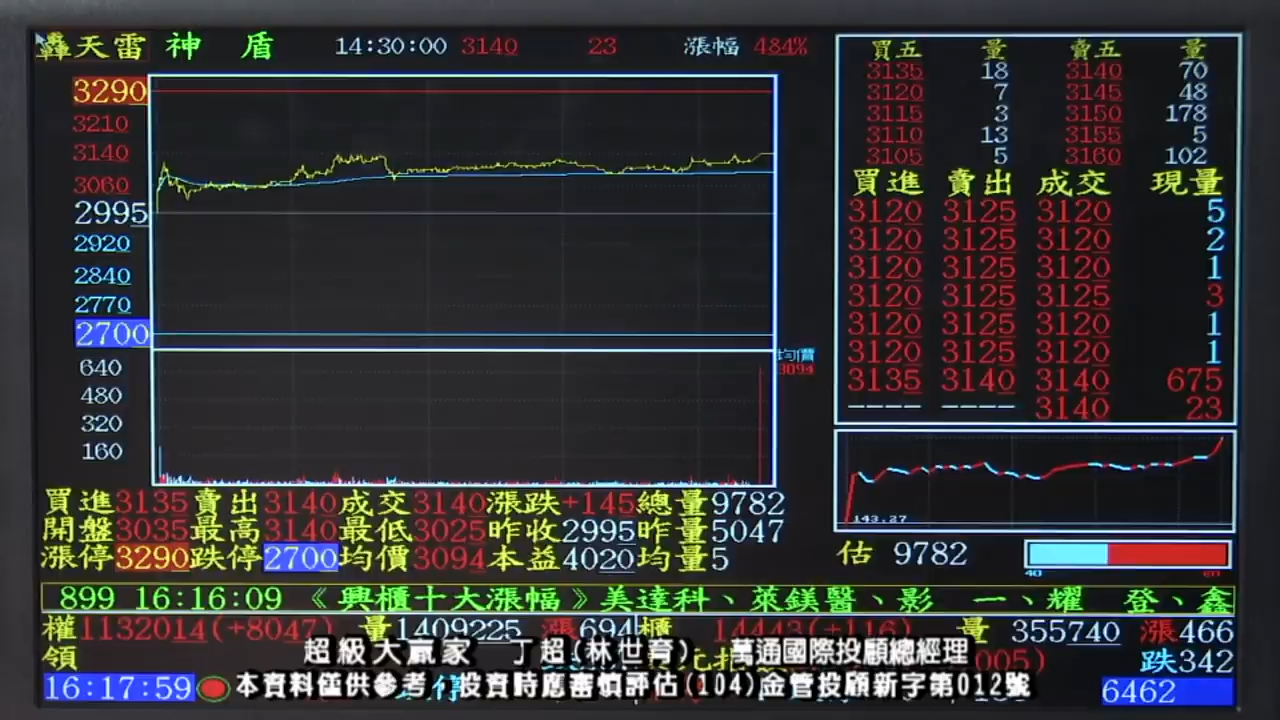 轟天雷 神 盾 14:30:00 3140 23 漲幅 484%
3290
3210
3140
3060
2995
2920
2840
2770
2700
640
480
320
160
均價
3094
買五 量 賣五 量
3135 18 3140 70
3120 7 3145 48
3115 3 3150 178
3110 13 3155 5
3105 5 3160 102
買進 賣出 成交 現量
3120 3125 3120 5
3120 3125 3120 2
3120 3125 3120 1
3120 3125 3125 3
3120 3125 3120 1
3120 3125 3120 1
3135 3140 3140 675
---- ---- 3140 23
143.27
買進3135賣出3140成交3140漲跌+145總量9782
開盤3035最高3140最低3025昨收2995昨量5047
漲停3290跌停2700均價3094本益4020均量5
估 9782
40 60
899 16:16:09 《興櫃十大漲幅》美達科、萊鎂醫、影 一、耀 登、鑫
權1132014(+8047) 量1409225 漲694 櫃 14443(+116) 量 355740 漲466
領 跌342
超級大贏家 丁超(林世育) 萬通國際投顧總經理
本資料僅供參考，投資時應審慎評估(104)金管投顧新字第012號
16:17:59 6462